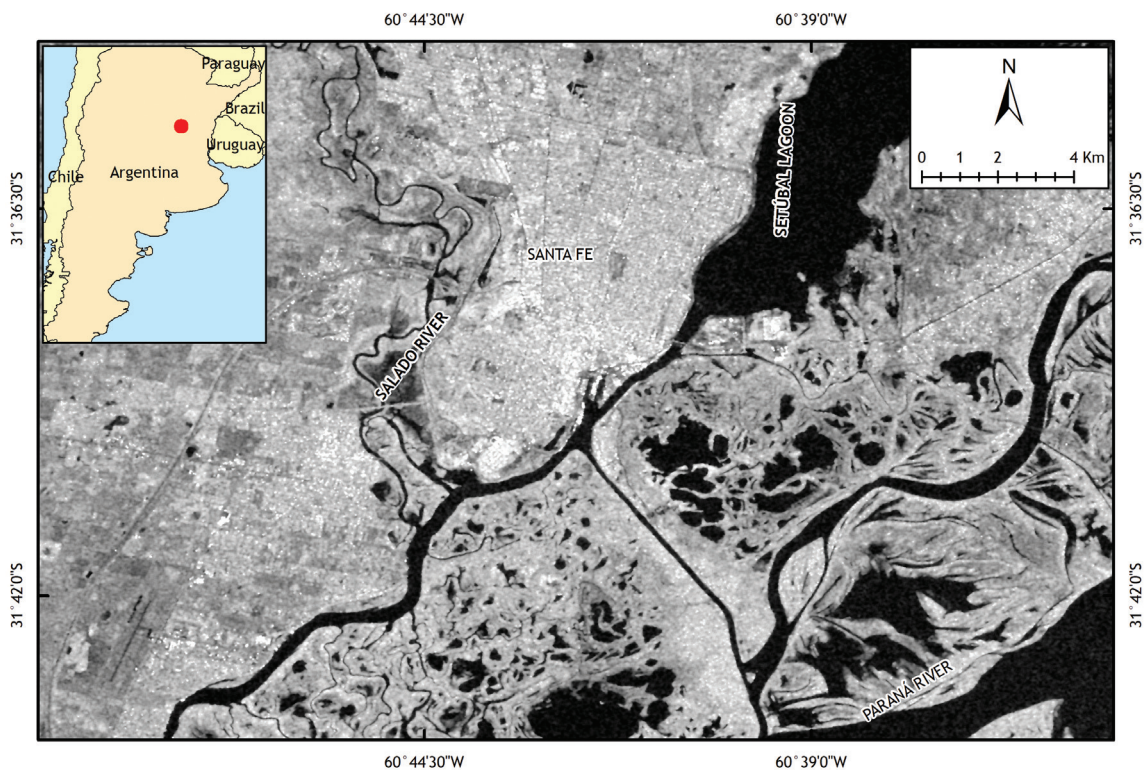 60°44'30"W
60°39'0"W
Paraguay
Brazil
Uruguay
Chile
Argentina
N
0 1 2 4 Km
31°36'30"S
31°36'30"S
SETÚBAL LAGOON
SANTA FE
SALADO RIVER
31°42'0"S
31°42'0"S
PARANÁ RIVER
60°44'30"W
60°39'0"W